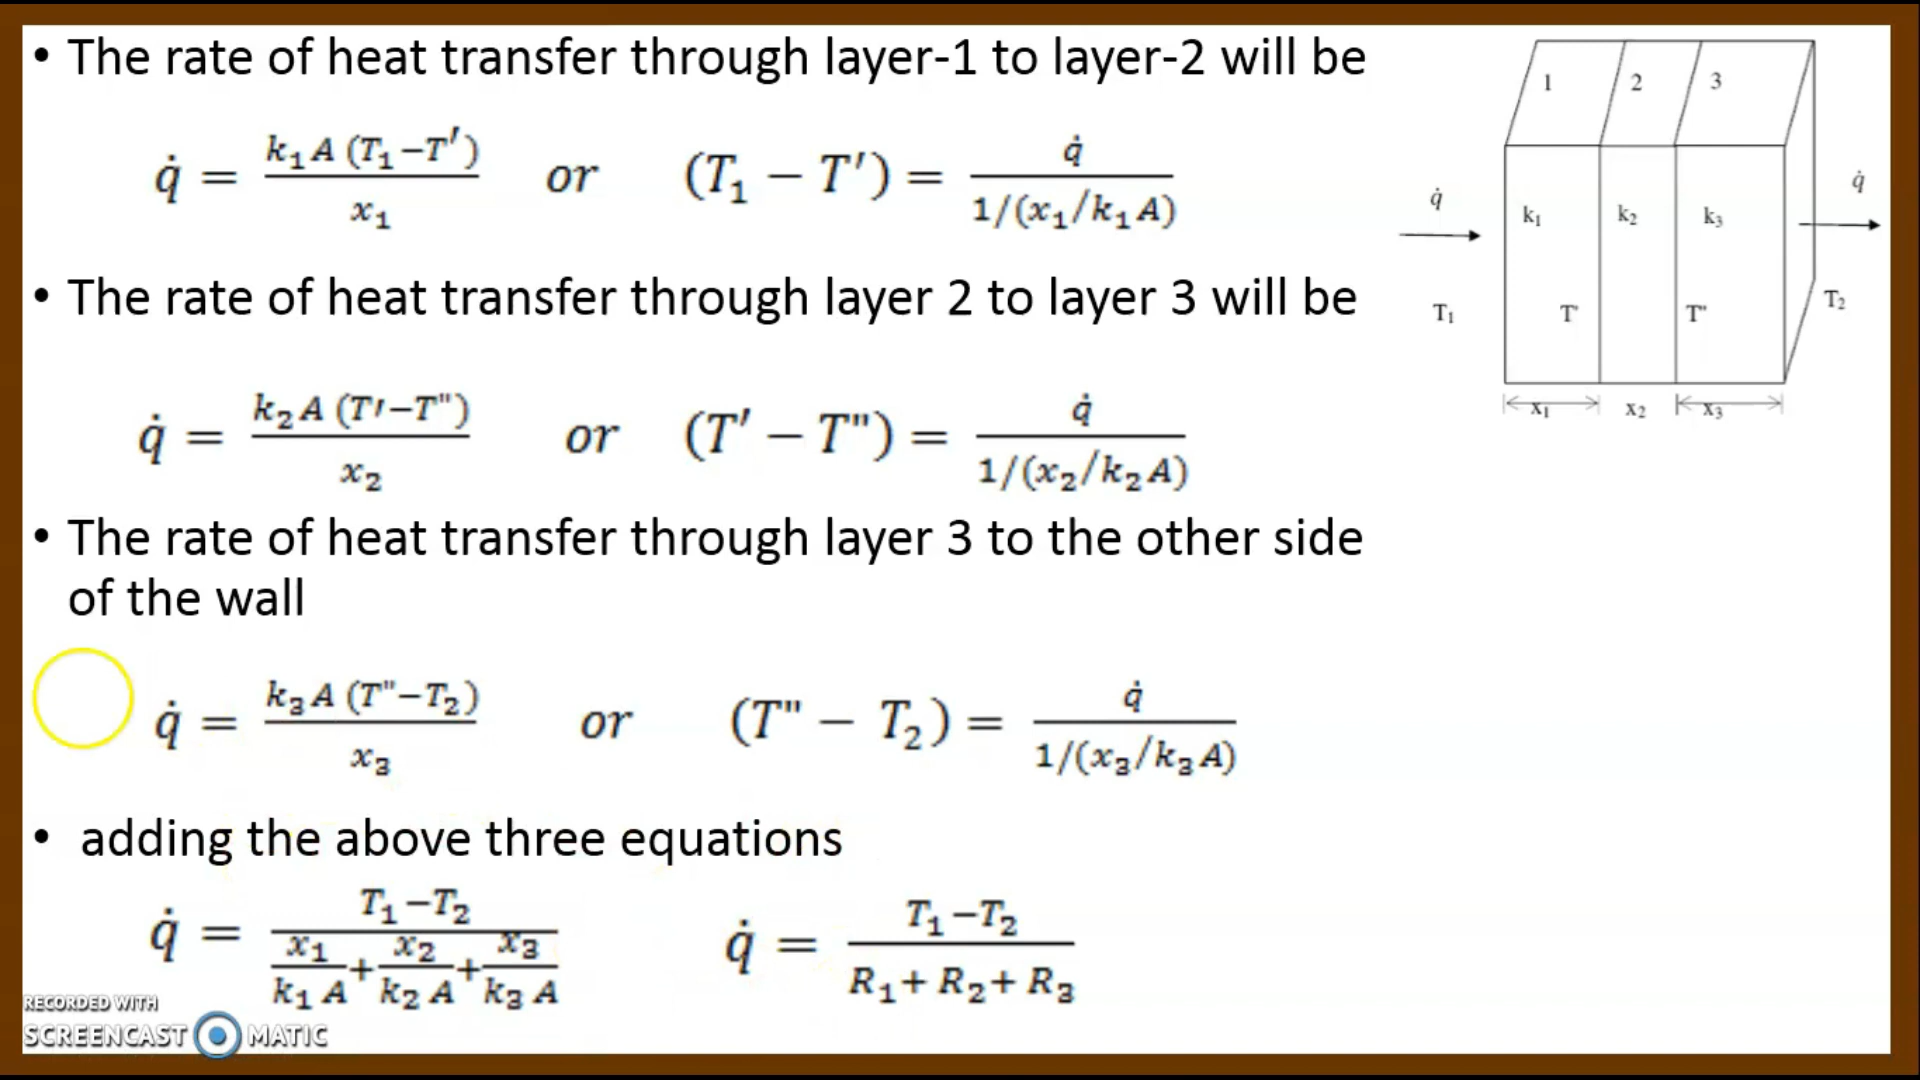 • The rate of heat transfer through layer-1 to layer-2 will be
q̇ = k₁A (T₁−T′) / x₁ or (T₁ − T′) = q̇ / 1/(x₁/k₁A)
• The rate of heat transfer through layer 2 to layer 3 will be
q̇ = k₂A (T′−T") / x₂ or (T′ − T") = q̇ / 1/(x₂/k₂A)
• The rate of heat transfer through layer 3 to the other side
of the wall
q̇ = k₃A (T"−T₂) / x₃ or (T" − T₂) = q̇ / 1/(x₃/k₃A)
• adding the above three equations
q̇ = T₁−T₂ / x₁/k₁A + x₂/k₂A + x₃/k₃A q̇ = T₁−T₂ / R₁+ R₂+ R₃
1 2 3
q̇ k₁ k₂ k₃ q̇
T₁ T' T" T₂
x₁ x₂ x₃
RECORDED WITH
SCREENCAST MATIC